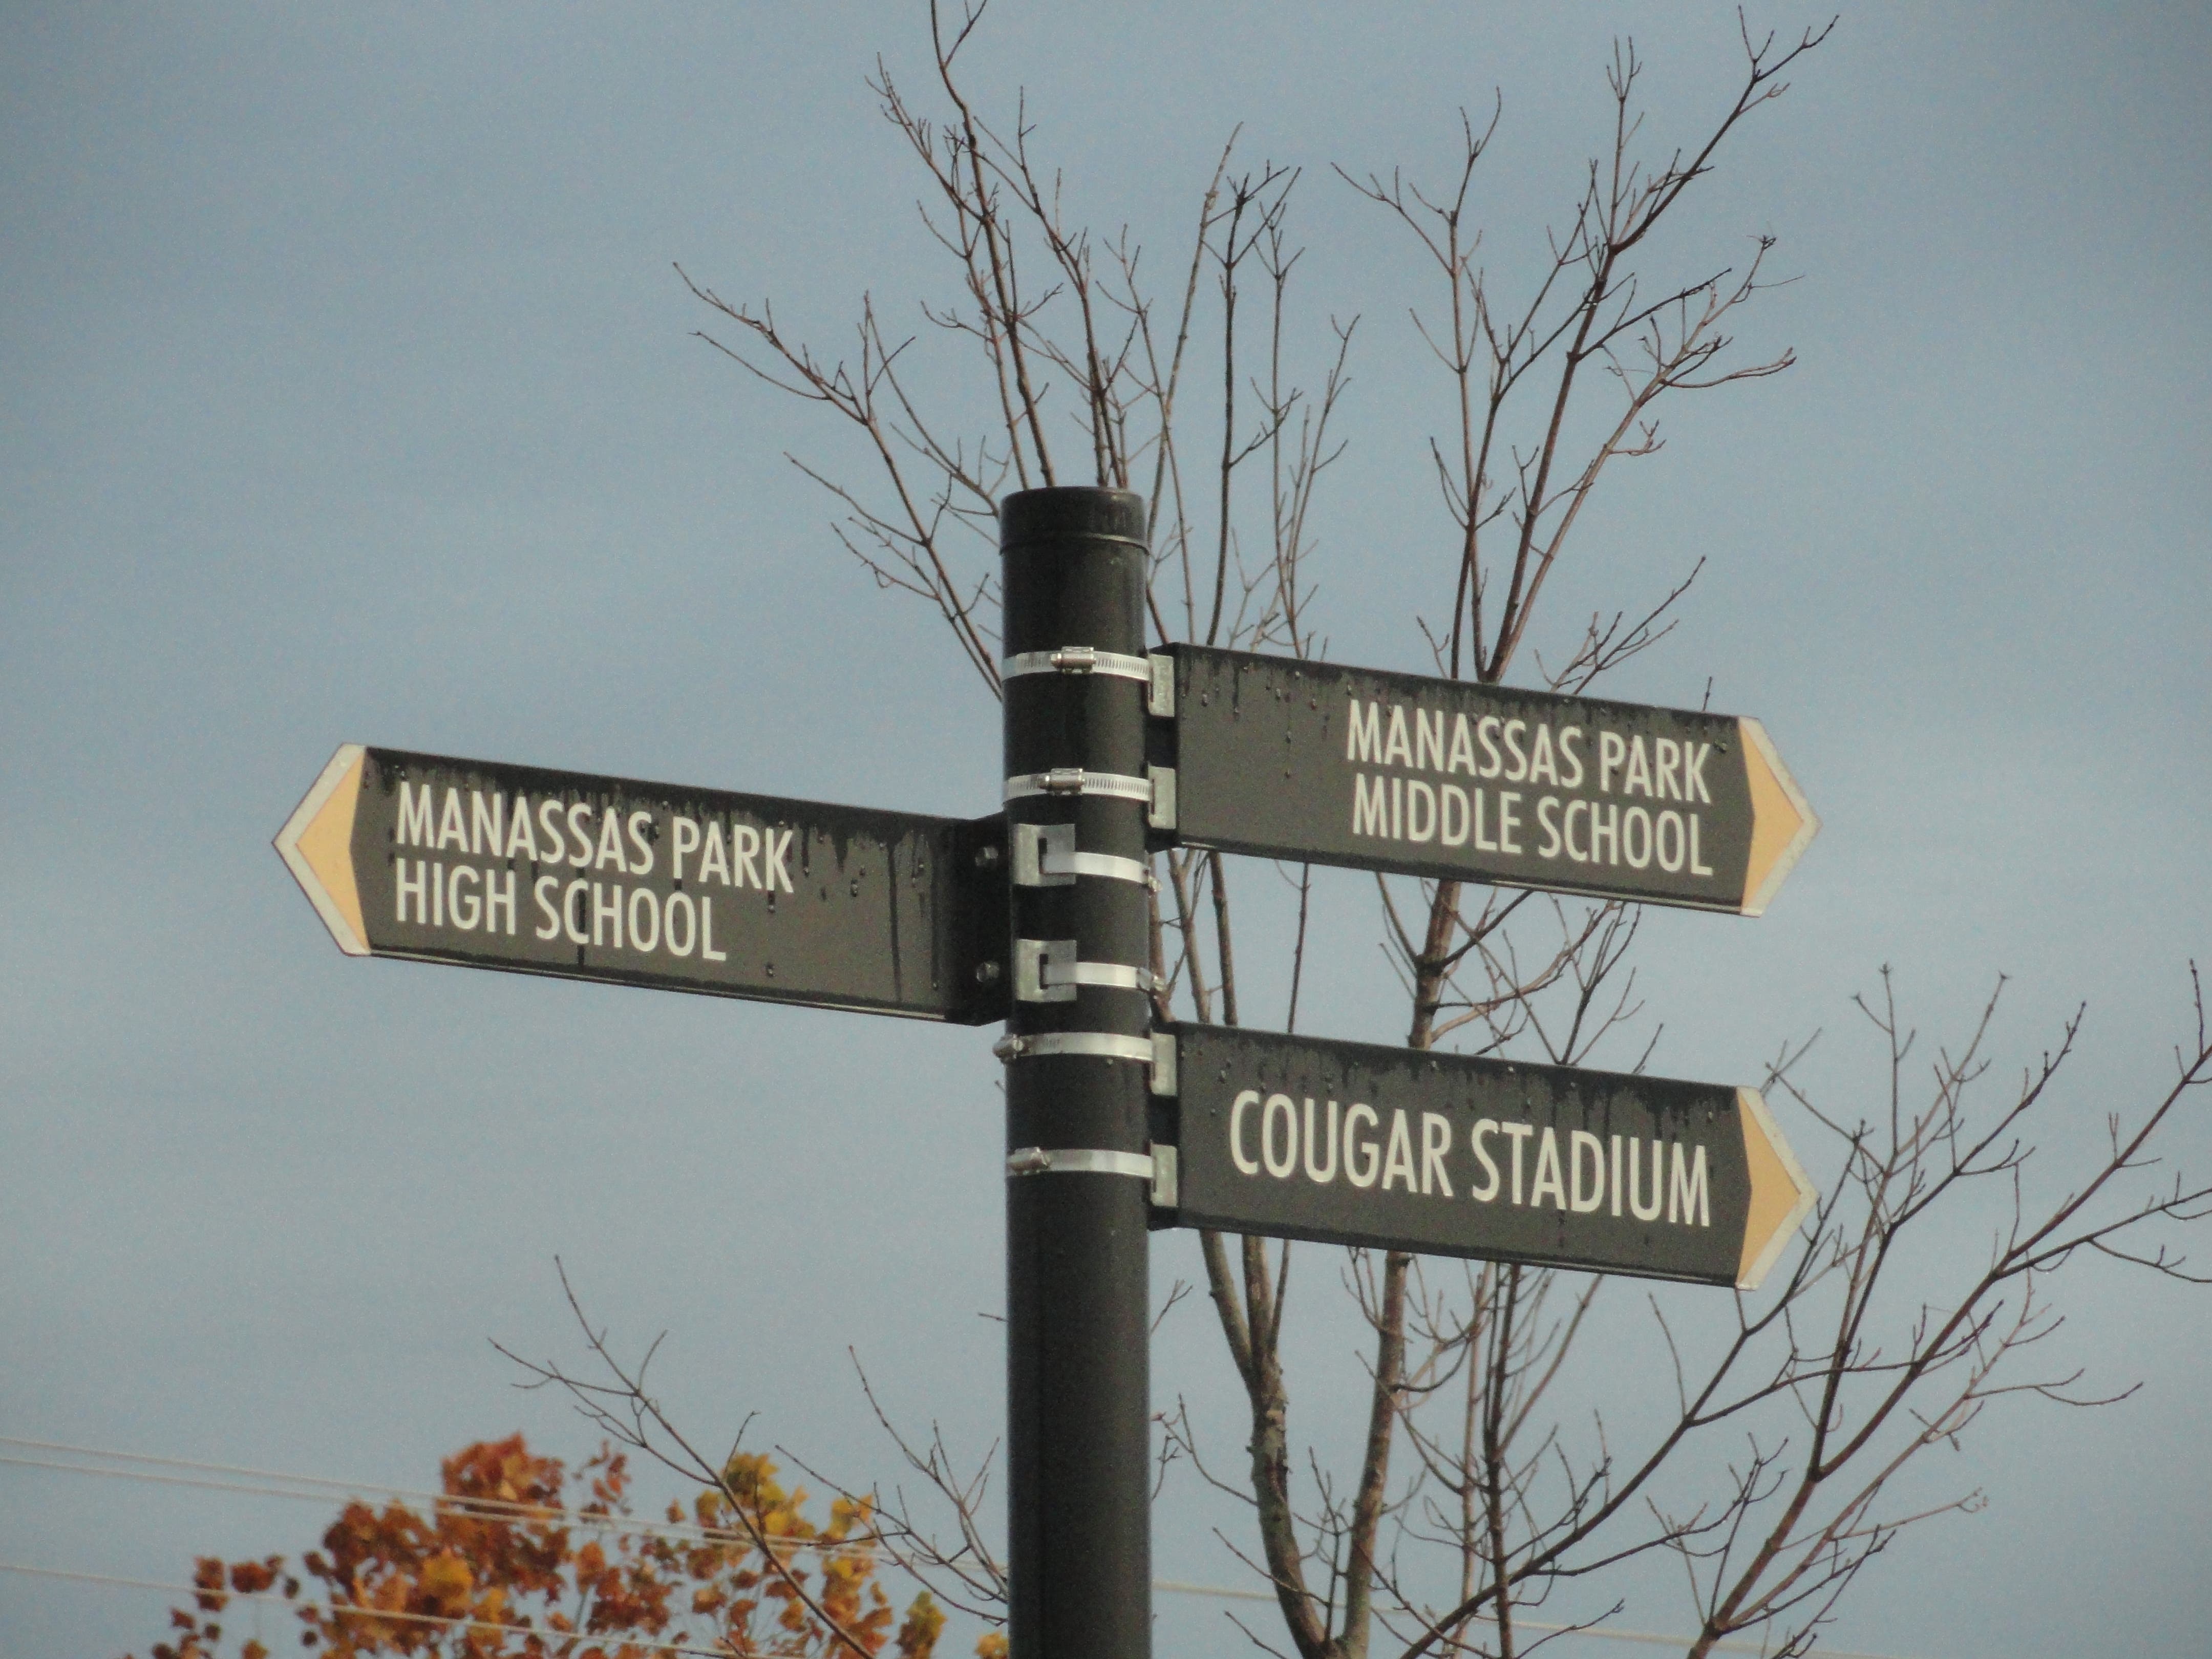 MANASSAS PARK
HIGH SCHOOL
MANASSAS PARK
MIDDLE SCHOOL
COUGAR STADIUM